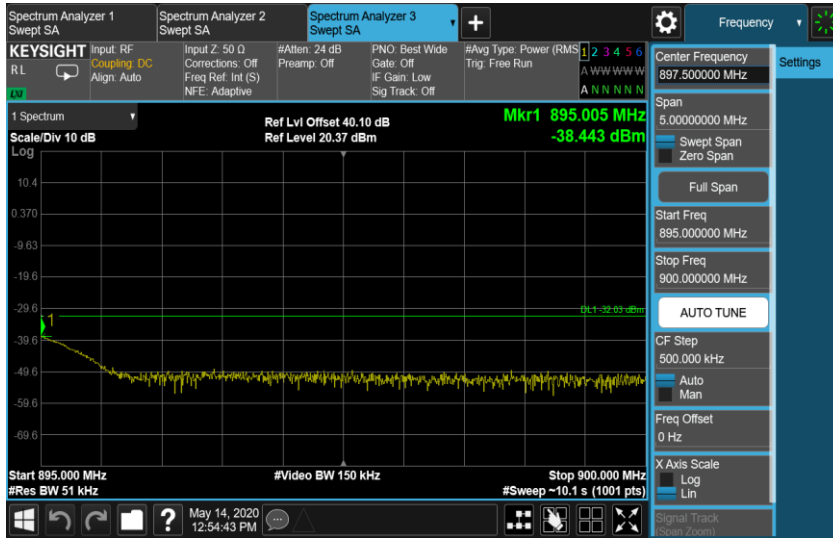 Spectrum Analyzer 1
Swept SA
Spectrum Analyzer 2
Swept SA
Spectrum Analyzer 3
Swept SA
Frequency
KEYSIGHT
R L
LXI
Input: RF
Coupling: DC
Align: Auto
Input Z: 50 Ω
Corrections: Off
Freq Ref: Int (S)
NFE: Adaptive
#Atten: 24 dB
Preamp: Off
PNO: Best Wide
Gate: Off
IF Gain: Low
Sig Track: Off
#Avg Type: Power (RMS
Trig: Free Run
1 2 3 4 5 6
A W W W W W
A N N N N N
1 Spectrum
Scale/Div 10 dB
Log
Ref Lvl Offset 40.10 dB
Ref Level 20.37 dBm
Mkr1 895.005 MHz
-38.443 dBm
10.4
0.370
-9.63
-19.6
-29.6
-39.6
-49.6
-59.6
-69.6
1
DL1 -32.03 dBm
Start 895.000 MHz
#Res BW 51 kHz
#Video BW 150 kHz
Stop 900.000 MHz
#Sweep ~10.1 s (1001 pts)
May 14, 2020
12:54:43 PM
Settings
Center Frequency
897.500000 MHz
Span
5.00000000 MHz
Swept Span
Zero Span
Full Span
Start Freq
895.000000 MHz
Stop Freq
900.000000 MHz
AUTO TUNE
CF Step
500.000 kHz
Auto
Man
Freq Offset
0 Hz
X Axis Scale
Log
Lin
Signal Track
(Span Zoom)